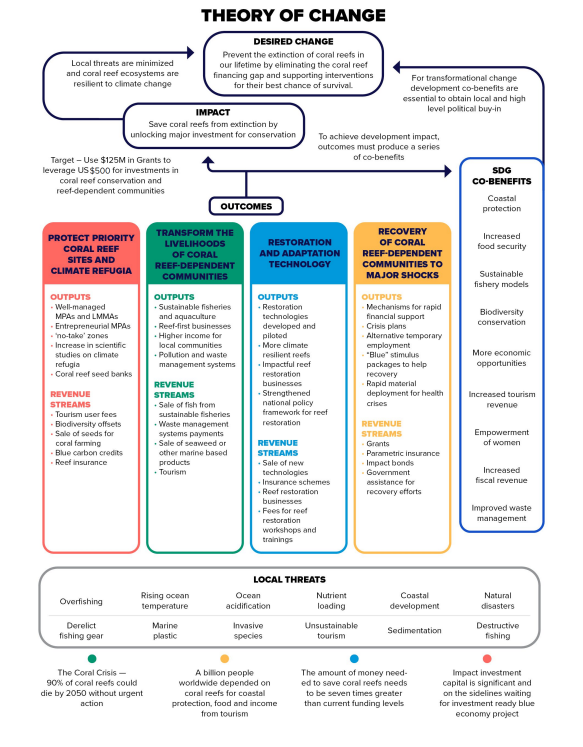 THEORY OF CHANGE
DESIRED CHANGE
Prevent the extinction of coral reefs in
our lifetime by eliminating the coral reef
financing gap and supporting interventions
for their best chance of survival.
Local threats are minimized
and coral reef ecosystems are
resilient to climate change
For transformational change
development co-benefits are
essential to obtain local and high
level political buy-in
IMPACT
Save coral reefs from extinction by
unlocking major investment for conservation
To achieve development impact,
outcomes must produce a series
of co-benefits
Target – Use $125M in Grants to
leverage US$500 for investments in
coral reef conservation and
reef-dependent communities
OUTCOMES
PROTECT PRIORITY
CORAL REEF
SITES AND
CLIMATE REFUGIA
OUTPUTS
• Well-managed
MPAs and LMMAs
• Entrepreneurial MPAs
• ‘no-take’ zones
• Increase in scientific
studies on climate
refugia
• Coral reef seed banks
REVENUE
STREAMS
• Tourism user fees
• Biodiversity offsets
• Sale of seeds for
coral farming
• Blue carbon credits
• Reef insurance
TRANSFORM THE
LIVELIHOODS
OF CORAL
REEF-DEPENDENT
COMMUNITIES
OUTPUTS
• Sustainable fisheries
and aquaculture
• Reef-first businesses
• Higher income for
local communities
• Pollution and waste
management systems
REVENUE
STREAMS
• Sale of fish from
sustainable fisheries
• Waste management
systems payments
• Sale of seaweed or
other marine based
products
• Tourism
RESTORATION
AND ADAPTATION
TECHNOLOGY
OUTPUTS
• Restoration
technologies
developed and
piloted
• More climate
resilient reefs
• Impactful reef
restoration
businesses
• Strengthened
national policy
framework for reef
restoration
REVENUE
STREAMS
• Sale of new
technologies
• Insurance schemes
• Reef restoration
businesses
• Fees for reef
restoration
workshops and
trainings
RECOVERY
OF CORAL
REEF-DEPENDENT
COMMUNITIES TO
MAJOR SHOCKS
OUTPUTS
• Mechanisms for rapid
financial support
• Crisis plans
• Alternative temporary
employment
• “Blue” stimulus
packages to help
recovery
• Rapid material
deployment for health
crises
REVENUE
STREAMS
• Grants
• Parametric insurance
• Impact bonds
• Government
assistance for
recovery efforts
SDG
CO-BENEFITS
Coastal
protection
Increased
food security
Sustainable
fishery models
Biodiversity
conservation
More economic
opportunities
Increased tourism
revenue
Empowerment
of women
Increased
fiscal revenue
Improved waste
management
LOCAL THREATS
Overfishing
Rising ocean
temperature
Ocean
acidification
Nutrient
loading
Coastal
development
Natural
disasters
Derelict
fishing gear
Marine
plastic
Invasive
species
Unsustainable
tourism
Sedimentation
Destructive
fishing
The Coral Crisis —
90% of coral reefs could
die by 2050 without urgent
action
A billion people
worldwide depended on
coral reefs for coastal
protection, food and income
from tourism
The amount of money need-
ed to save coral reefs needs
to be seven times greater
than current funding levels
Impact investment
capital is significant and
on the sidelines waiting
for investment ready blue
economy project